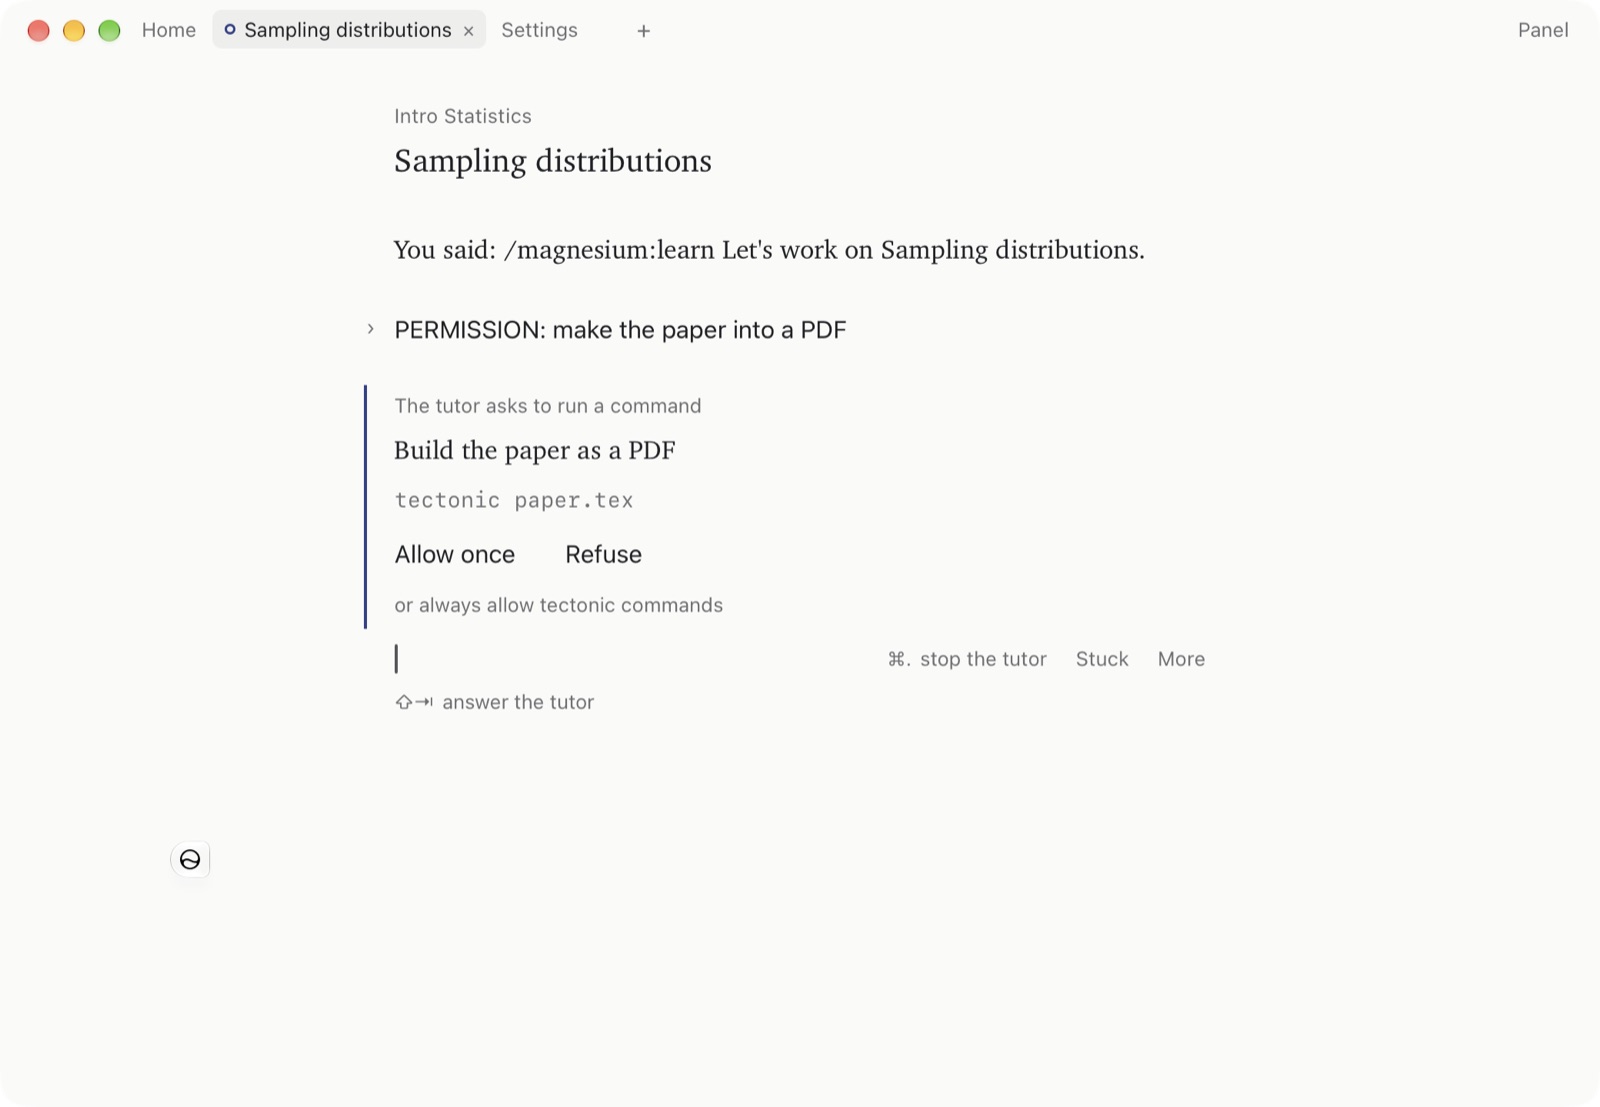 Home
Sampling distributions ×
Settings
+
Panel
Intro Statistics
Sampling distributions
You said: /magnesium:learn Let's work on Sampling distributions.
› PERMISSION: make the paper into a PDF
The tutor asks to run a command
Build the paper as a PDF
tectonic paper.tex
Allow once Refuse
or always allow tectonic commands
⌘. stop the tutor Stuck More
⇧⇥ answer the tutor